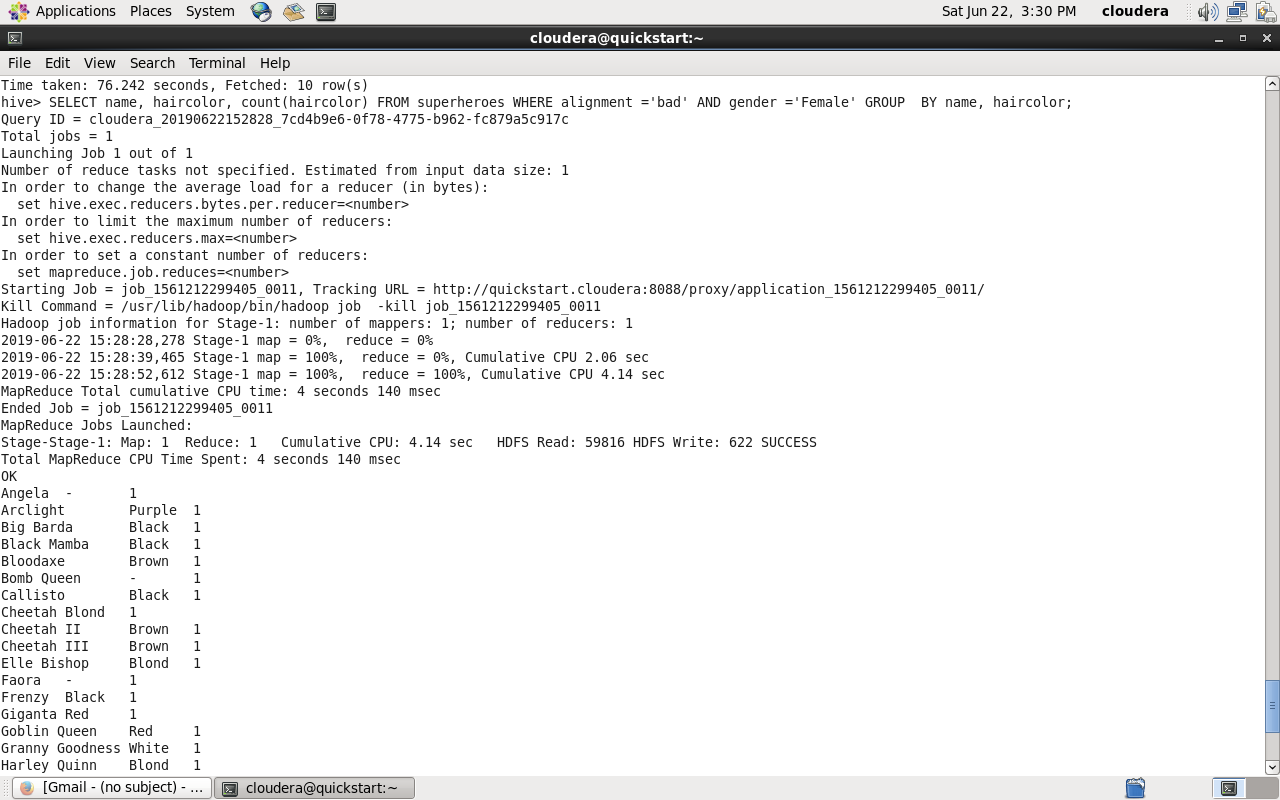 Applications Places System Sat Jun 22, 3:30 PM cloudera
cloudera@quickstart:~
File Edit View Search Terminal Help
Time taken: 76.242 seconds, Fetched: 10 row(s)
hive> SELECT name, haircolor, count(haircolor) FROM superheroes WHERE alignment ='bad' AND gender ='Female' GROUP  BY name, haircolor;
Query ID = cloudera_20190622152828_7cd4b9e6-0f78-4775-b962-fc879a5c917c
Total jobs = 1
Launching Job 1 out of 1
Number of reduce tasks not specified. Estimated from input data size: 1
In order to change the average load for a reducer (in bytes):
  set hive.exec.reducers.bytes.per.reducer=<number>
In order to limit the maximum number of reducers:
  set hive.exec.reducers.max=<number>
In order to set a constant number of reducers:
  set mapreduce.job.reduces=<number>
Starting Job = job_1561212299405_0011, Tracking URL = http://quickstart.cloudera:8088/proxy/application_1561212299405_0011/
Kill Command = /usr/lib/hadoop/bin/hadoop job  -kill job_1561212299405_0011
Hadoop job information for Stage-1: number of mappers: 1; number of reducers: 1
2019-06-22 15:28:28,278 Stage-1 map = 0%,  reduce = 0%
2019-06-22 15:28:39,465 Stage-1 map = 100%,  reduce = 0%, Cumulative CPU 2.06 sec
2019-06-22 15:28:52,612 Stage-1 map = 100%,  reduce = 100%, Cumulative CPU 4.14 sec
MapReduce Total cumulative CPU time: 4 seconds 140 msec
Ended Job = job_1561212299405_0011
MapReduce Jobs Launched:
Stage-Stage-1: Map: 1  Reduce: 1   Cumulative CPU: 4.14 sec   HDFS Read: 59816 HDFS Write: 622 SUCCESS
Total MapReduce CPU Time Spent: 4 seconds 140 msec
OK
Angela  -       1
Arclight        Purple  1
Big Barda       Black   1
Black Mamba     Black   1
Bloodaxe        Brown   1
Bomb Queen      -       1
Callisto        Black   1
Cheetah Blond   1
Cheetah II      Brown   1
Cheetah III     Brown   1
Elle Bishop     Blond   1
Faora   -       1
Frenzy  Black   1
Giganta Red     1
Goblin Queen    Red     1
Granny Goodness White   1
Harley Quinn    Blond   1
[Gmail - (no subject) - ... cloudera@quickstart:~